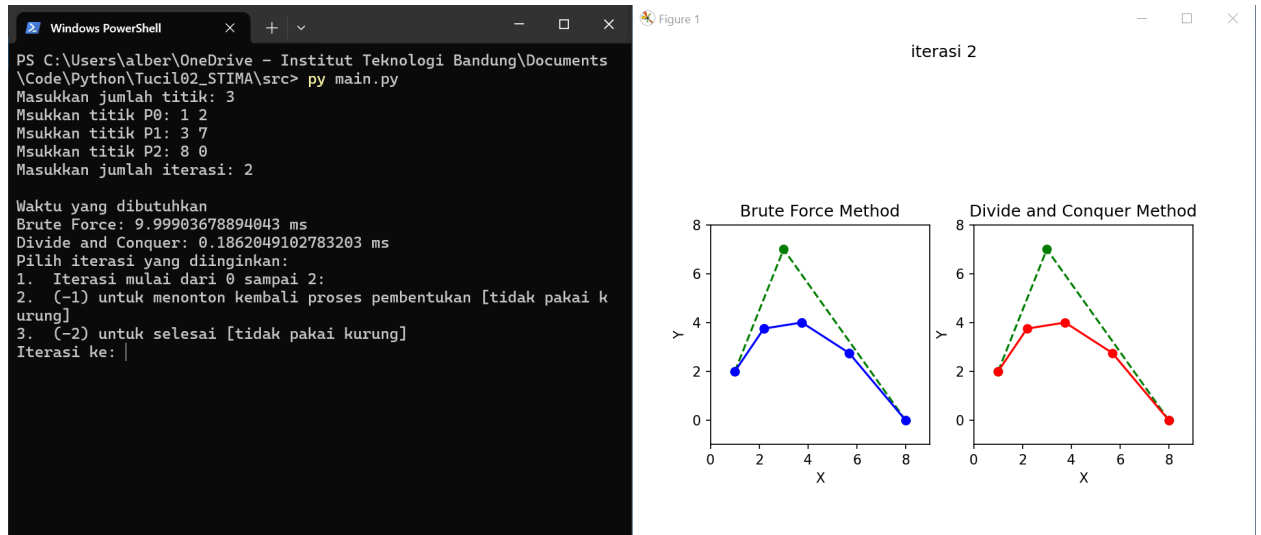 Windows PowerShell
PS C:\Users\alber\OneDrive - Institut Teknologi Bandung\Documents
\Code\Python\Tucil02_STIMA\src> py main.py
Masukkan jumlah titik: 3
Msukkan titik P0: 1 2
Msukkan titik P1: 3 7
Msukkan titik P2: 8 0
Masukkan jumlah iterasi: 2
Waktu yang dibutuhkan
Brute Force: 9.99903678894043 ms
Divide and Conquer: 0.1862049102783203 ms
Pilih iterasi yang diinginkan:
1.  Iterasi mulai dari 0 sampai 2:
2.  (-1) untuk menonton kembali proses pembentukan [tidak pakai k
urung]
3.  (-2) untuk selesai [tidak pakai kurung]
Iterasi ke:
Figure 1
iterasi 2
Brute Force Method
8
6
4
2
0
Y
0 2 4 6 8
X
Divide and Conquer Method
8
6
4
2
0
Y
0 2 4 6 8
X